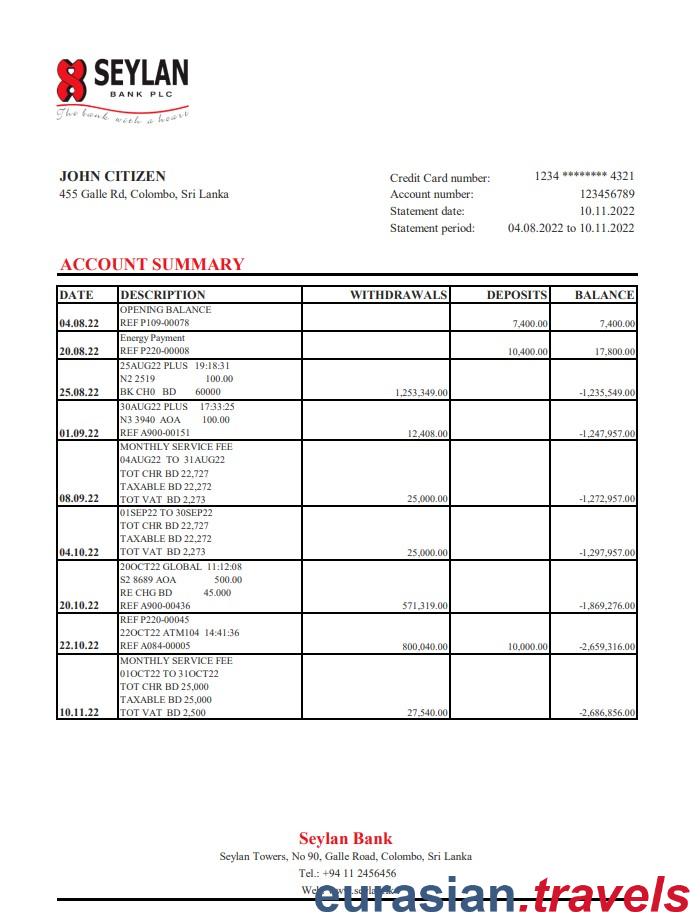 SEYLAN
BANK PLC
The bank with a heart
JOHN CITIZEN
455 Galle Rd, Colombo, Sri Lanka
Credit Card number: 1234 ******** 4321
Account number: 123456789
Statement date: 10.11.2022
Statement period: 04.08.2022 to 10.11.2022
ACCOUNT SUMMARY
DATE DESCRIPTION WITHDRAWALS DEPOSITS BALANCE
OPENING BALANCE
04.08.22 REF P109-00078 7,400.00 7,400.00
Energy Payment
20.08.22 REF P220-00008 10,400.00 17,800.00
25AUG22 PLUS 19:18:31
N2 2519 100.00
25.08.22 BK CH0 BD 60000 1,253,349.00 -1,235,549.00
30AUG22 PLUS 17:33:25
N3 3940 AOA 100.00
01.09.22 REF A900-00151 12,408.00 -1,247,957.00
MONTHLY SERVICE FEE
04AUG22 TO 31AUG22
TOT CHR BD 22,727
TAXABLE BD 22,272
08.09.22 TOT VAT BD 2,273 25,000.00 -1,272,957.00
01SEP22 TO 30SEP22
TOT CHR BD 22,727
TAXABLE BD 22,272
04.10.22 TOT VAT BD 2,273 25,000.00 -1,297,957.00
20OCT22 GLOBAL 11:12:08
S2 8689 AOA 500.00
RE CHG BD 45.000
20.10.22 REF A900-00436 571,319.00 -1,869,276.00
REF P220-00045
22OCT22 ATM104 14:41:36
22.10.22 REF A084-00005 800,040.00 10,000.00 -2,659,316.00
MONTHLY SERVICE FEE
01OCT22 TO 31OCT22
TOT CHR BD 25,000
TAXABLE BD 25,000
10.11.22 TOT VAT BD 2,500 27,540.00 -2,686,856.00
Seylan Bank
Seylan Towers, No 90, Galle Road, Colombo, Sri Lanka
Tel.: +94 11 2456456
eurasian.travels